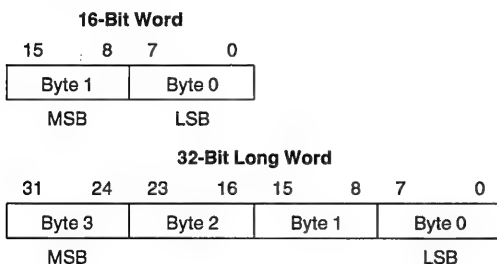 16-Bit Word
15 8 7 0
Byte 1 Byte 0
MSB LSB
32-Bit Long Word
31 24 23 16 15 8 7 0
Byte 3 Byte 2 Byte 1 Byte 0
MSB LSB